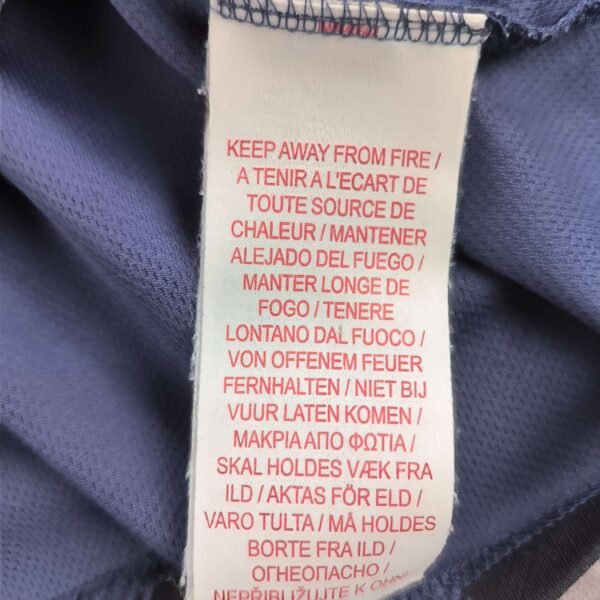 KEEP AWAY FROM FIRE /
A TENIR A L'ECART DE
TOUTE SOURCE DE
CHALEUR / MANTENER
ALEJADO DEL FUEGO /
MANTER LONGE DE
FOGO / TENERE
LONTANO DAL FUOCO /
VON OFFENEM FEUER
FERNHALTEN / NIET BIJ
VUUR LATEN KOMEN /
ΜΑΚΡΙΑ ΑΠΟ ΦΩΤΙΑ /
SKAL HOLDES VÆK FRA
ILD / AKTAS FÖR ELD /
VARO TULTA / MÅ HOLDES
BORTE FRA ILD /
ОГНЕОПАСНО /
NEPŘIBLIŽUJTE K OHNI